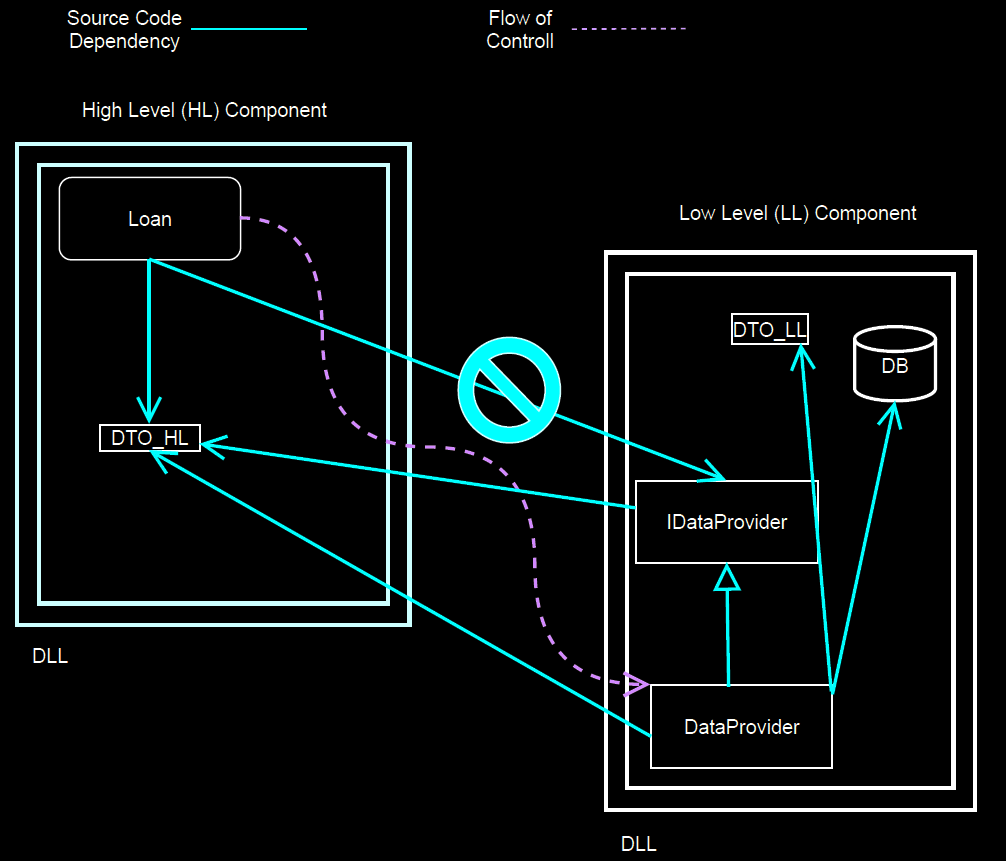 Source Code
Dependency
Flow of
Controll
High Level (HL) Component
Loan
Low Level (LL) Component
DTO_LL
DB
DTO_HL
IDataProvider
DLL
DataProvider
DLL